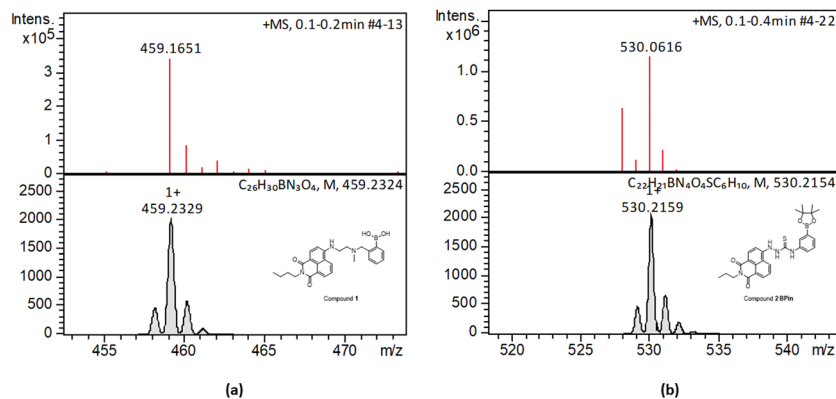 Intens.
x10⁵
+MS, 0.1-0.2min #4-13
459.1651
3
2
1
0
C₂₆H₃₀BN₃O₄, M, 459.2324
2500
2000
1500
1000
500
0
1+
459.2329
HO
B
OH
H
N
N
O
N
O
Compound 1
455
460
465
470
m/z
(a)
Intens.
x10⁶
+MS, 0.1-0.4min #4-22
530.0616
1.0
0.5
0.0
C₂₂H₂₁BN₄O₄SC₆H₁₀, M, 530.2154
2500
2000
1500
1000
500
0
1+
530.2159
O
B
O
S
H
N
N
H
N
H
O
N
O
Compound 2BPin
520
525
530
535
540
m/z
(b)